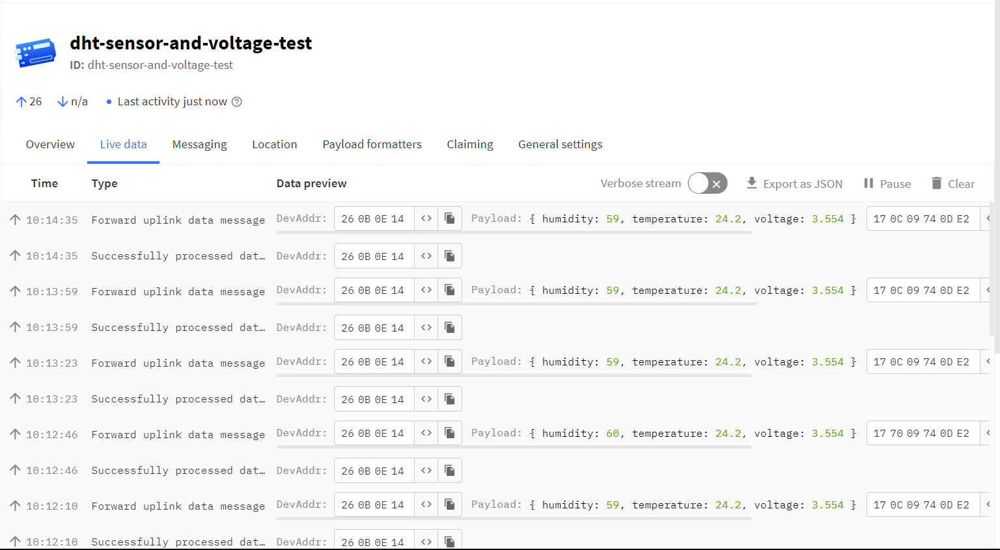 dht-sensor-and-voltage-test
ID: dht-sensor-and-voltage-test
26 n/a • Last activity just now ?
Overview Live data Messaging Location Payload formatters Claiming General settings
Time Type Data preview Verbose stream Export as JSON Pause Clear
10:14:35 Forward uplink data message DevAddr: 26 0B 0E 14 <> Payload: { humidity: 59, temperature: 24.2, voltage: 3.554 } 17 0C 09 74 0D E2 <
10:14:35 Successfully processed dat… DevAddr: 26 0B 0E 14 <>
10:13:59 Forward uplink data message DevAddr: 26 0B 0E 14 <> Payload: { humidity: 59, temperature: 24.2, voltage: 3.554 } 17 0C 09 74 0D E2 <
10:13:59 Successfully processed dat… DevAddr: 26 0B 0E 14 <>
10:13:23 Forward uplink data message DevAddr: 26 0B 0E 14 <> Payload: { humidity: 59, temperature: 24.2, voltage: 3.554 } 17 0C 09 74 0D E2 <
10:13:23 Successfully processed dat… DevAddr: 26 0B 0E 14 <>
10:12:46 Forward uplink data message DevAddr: 26 0B 0E 14 <> Payload: { humidity: 60, temperature: 24.2, voltage: 3.554 } 17 70 09 74 0D E2 <
10:12:46 Successfully processed dat… DevAddr: 26 0B 0E 14 <>
10:12:10 Forward uplink data message DevAddr: 26 0B 0E 14 <> Payload: { humidity: 59, temperature: 24.2, voltage: 3.554 } 17 0C 09 74 0D E2 <
10:12:10 Successfully processed dat… DevAddr: 26 0B 0E 14 <>